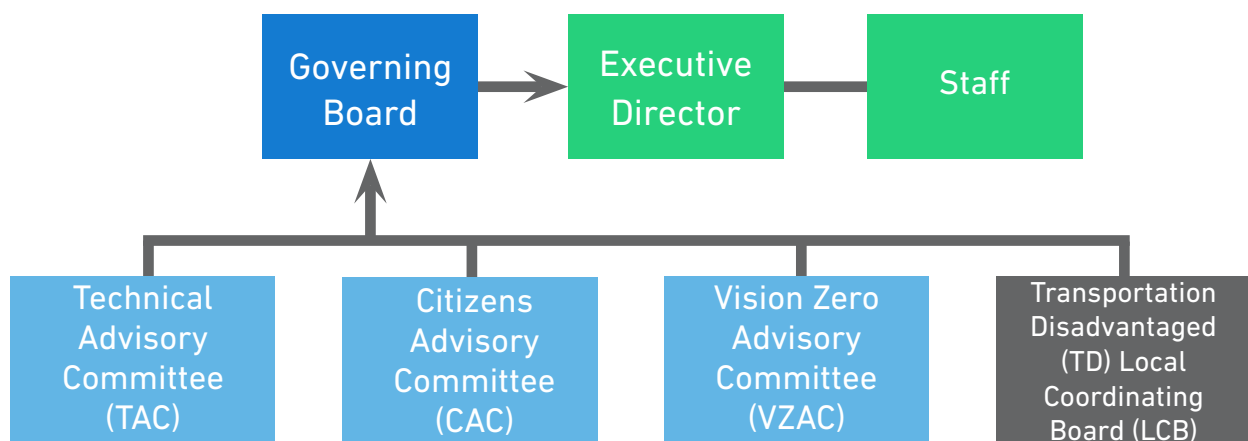 Governing
Board
Executive
Director
Staff
Technical
Advisory
Committee
(TAC)
Citizens
Advisory
Committee
(CAC)
Vision Zero
Advisory
Committee
(VZAC)
Transportation
Disadvantaged
(TD) Local
Coordinating
Board (LCB)